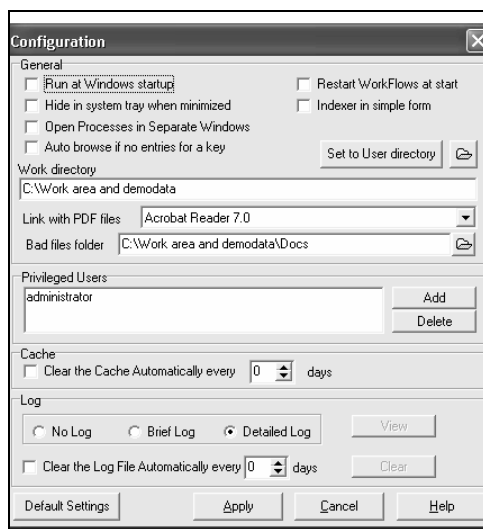 Configuration
General
Run at Windows startup
Restart WorkFlows at start
Hide in system tray when minimized
Indexer in simple form
Open Processes in Separate Windows
Auto browse if no entries for a key
Set to User directory
Work directory
C:\Work area and demodata
Link with PDF files Acrobat Reader 7.0
Bad files folder C:\Work area and demodata\Docs
Privileged Users
administrator
Add
Delete
Cache
Clear the Cache Automatically every 0 days
Log
No Log Brief Log Detailed Log View
Clear the Log File Automatically every 0 days Clear
Default Settings Apply Cancel Help